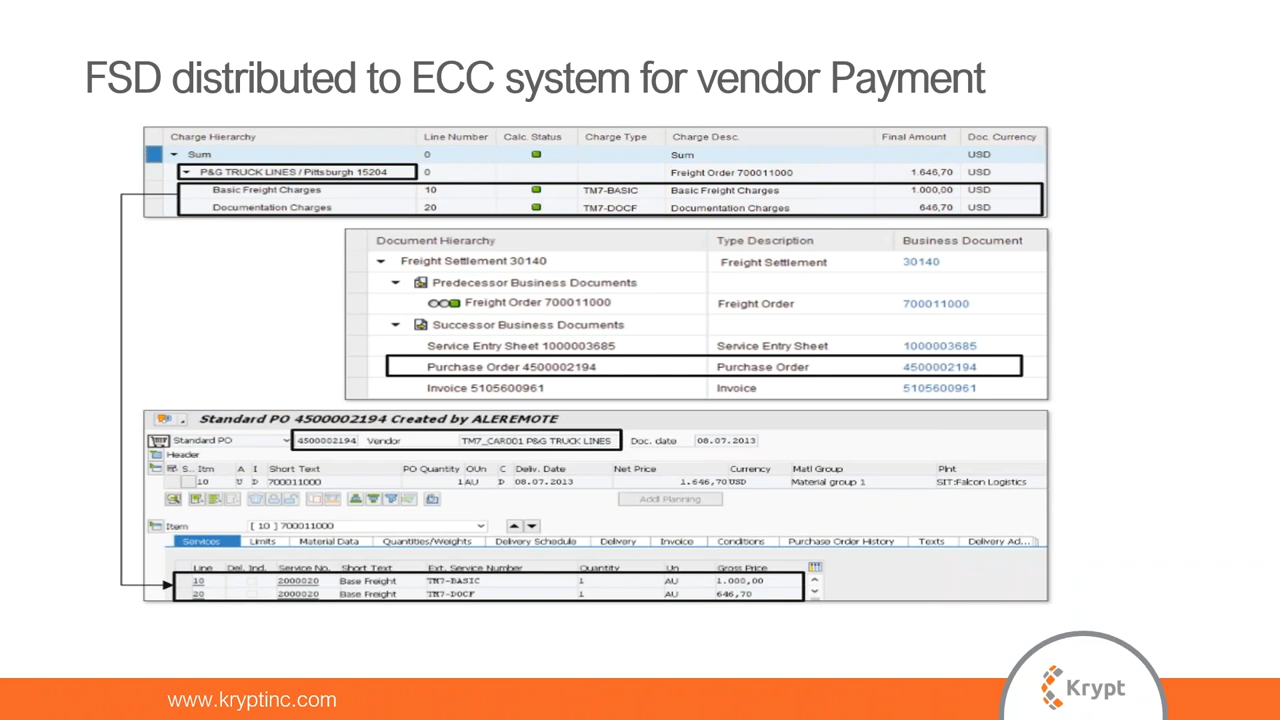 FSD distributed to ECC system for vendor Payment
Charge Hierarchy Line Number Calc. Status Charge Type Charge Desc. Final Amount Doc. Currency
Sum 0 Sum USD
P&G TRUCK LINES / Pittsburgh 15204 0 Freight Order 700011000 1.646,70 USD
Basic Freight Charges 10 TM7-BASIC Basic Freight Charges 1.000,00 USD
Documentation Charges 20 TM7-DOCF Documentation Charges 646,70 USD
Document Hierarchy Type Description Business Document
Freight Settlement 30140 Freight Settlement 30140
Predecessor Business Documents
Freight Order 700011000 Freight Order 700011000
Successor Business Documents
Service Entry Sheet 1000003685 Service Entry Sheet 1000003685
Purchase Order 4500002194 Purchase Order 4500002194
Invoice 5105600961 Invoice 5105600961
Standard PO 4500002194 Created by ALEREMOTE
Standard PO 4500002194 Vendor TM7_CAR001 P&G TRUCK LINES Doc. date 08.07.2013
Header
S.. Itm A I Short Text PO Quantity OUn C Deliv. Date Net Price Currency Matl Group Plnt
10 U D 700011000 1 AU D 08.07.2013 1.646,70 USD Material group 1 SIT:Falcon Logistics
Addl Planning
Item [ 10 ] 700011000
Services Limits Material Data Quantities/Weights Delivery Schedule Delivery Invoice Conditions Purchase Order History Texts Delivery Ad...
Line Del. Ind. Service No. Short Text Ext. Service Number Quantity Un Gross Price
10 2000020 Base Freight TM7-BASIC 1 AU 1.000,00
20 2000020 Base Freight TM7-DOCF 1 AU 646,70
www.kryptinc.com
Krypt